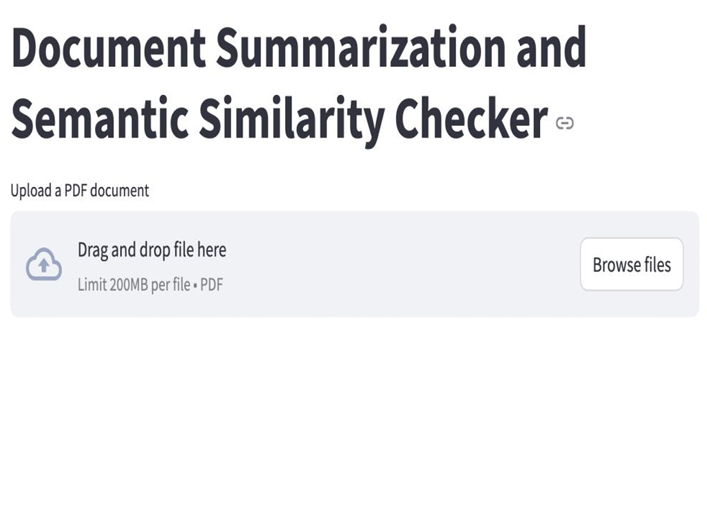 Document Summarization and
Semantic Similarity Checker
Upload a PDF document
Drag and drop file here
Limit 200MB per file • PDF
Browse files